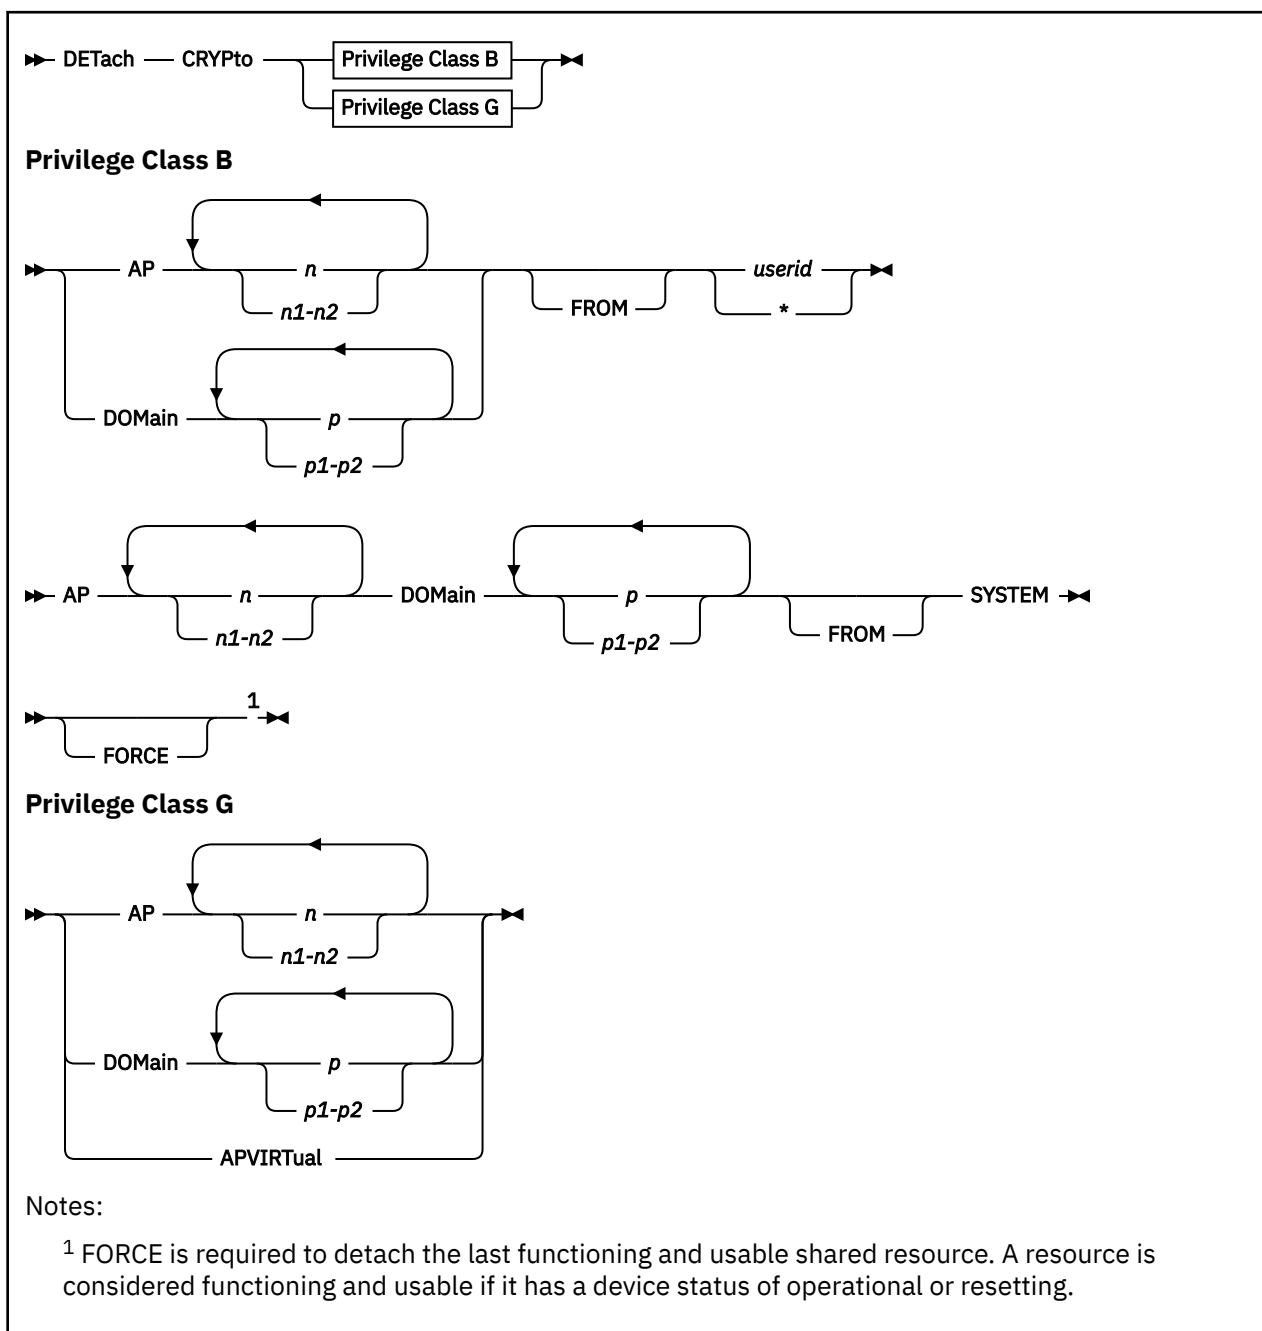 DETach CRYPto Privilege Class B
Privilege Class G
Privilege Class B
AP n FROM userid
n1-n2 *
DOMain p
p1-p2
AP n DOMain p FROM SYSTEM
n1-n2 p1-p2
1
FORCE
Privilege Class G
AP n
n1-n2
DOMain p
p1-p2
APVIRTual
Notes:
1 FORCE is required to detach the last functioning and usable shared resource. A resource is
considered functioning and usable if it has a device status of operational or resetting.